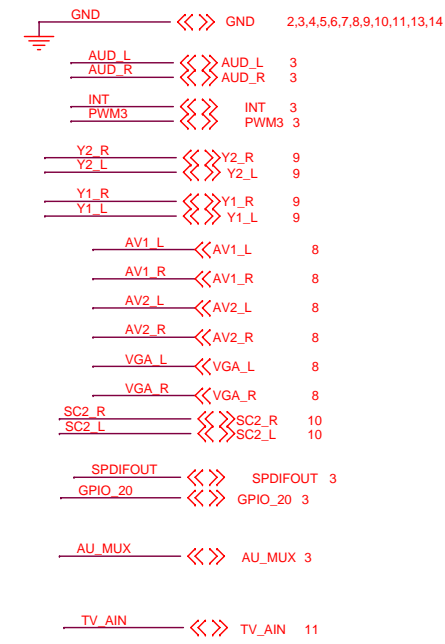 GND GND 2,3,4,5,6,7,8,9,10,11,13,14
AUD_L AUD_L 3
AUD_R AUD_R 3
INT INT 3
PWM3 PWM3 3
Y2_R Y2_R 9
Y2_L Y2_L 9
Y1_R Y1_R 9
Y1_L Y1_L 9
AV1_L AV1_L 8
AV1_R AV1_R 8
AV2_L AV2_L 8
AV2_R AV2_R 8
VGA_L VGA_L 8
VGA_R VGA_R 8
SC2_R SC2_R 10
SC2_L SC2_L 10
SPDIFOUT SPDIFOUT 3
GPIO_20 GPIO_20 3
AU_MUX AU_MUX 3
TV_AIN TV_AIN 11